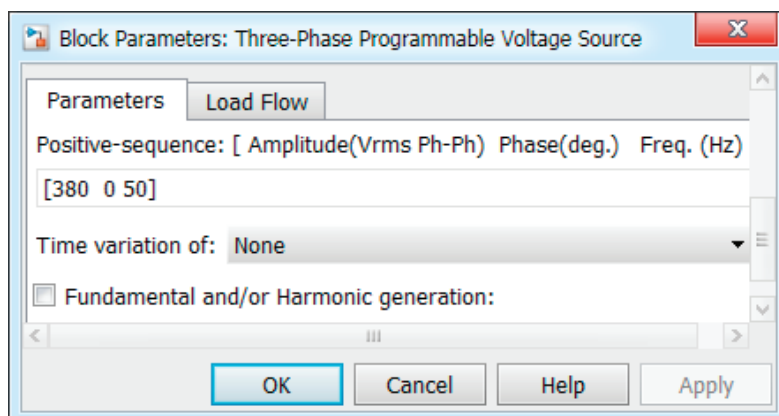 Block Parameters: Three-Phase Programmable Voltage Source
Parameters Load Flow
Positive-sequence: [ Amplitude(Vrms Ph-Ph) Phase(deg.) Freq. (Hz)
[380 0 50]
Time variation of: None
Fundamental and/or Harmonic generation:
OK Cancel Help Apply